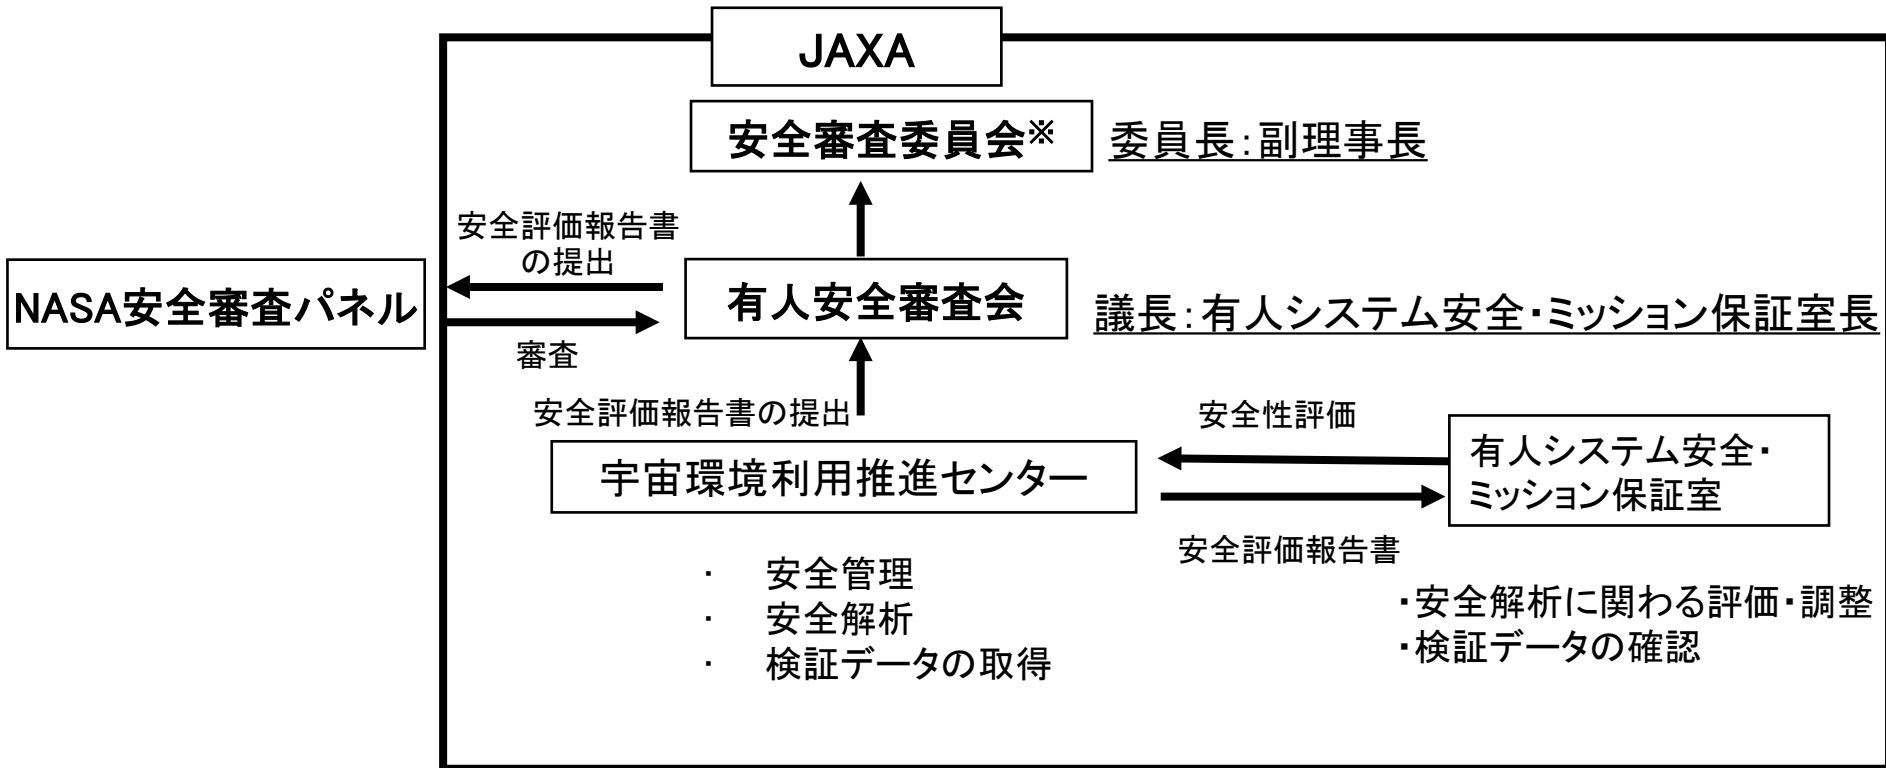 JAXA
安全審査委員会※
委員長:副理事長
安全評価報告書
の提出
NASA安全審査パネル
有人安全審査会
議長:有人システム安全・ミッション保証室長
審査
安全評価報告書の提出
安全性評価
宇宙環境利用推進センター
有人システム安全・
ミッション保証室
安全評価報告書
・ 安全管理
・ 安全解析
・ 検証データの取得
・安全解析に関わる評価・調整
・検証データの確認